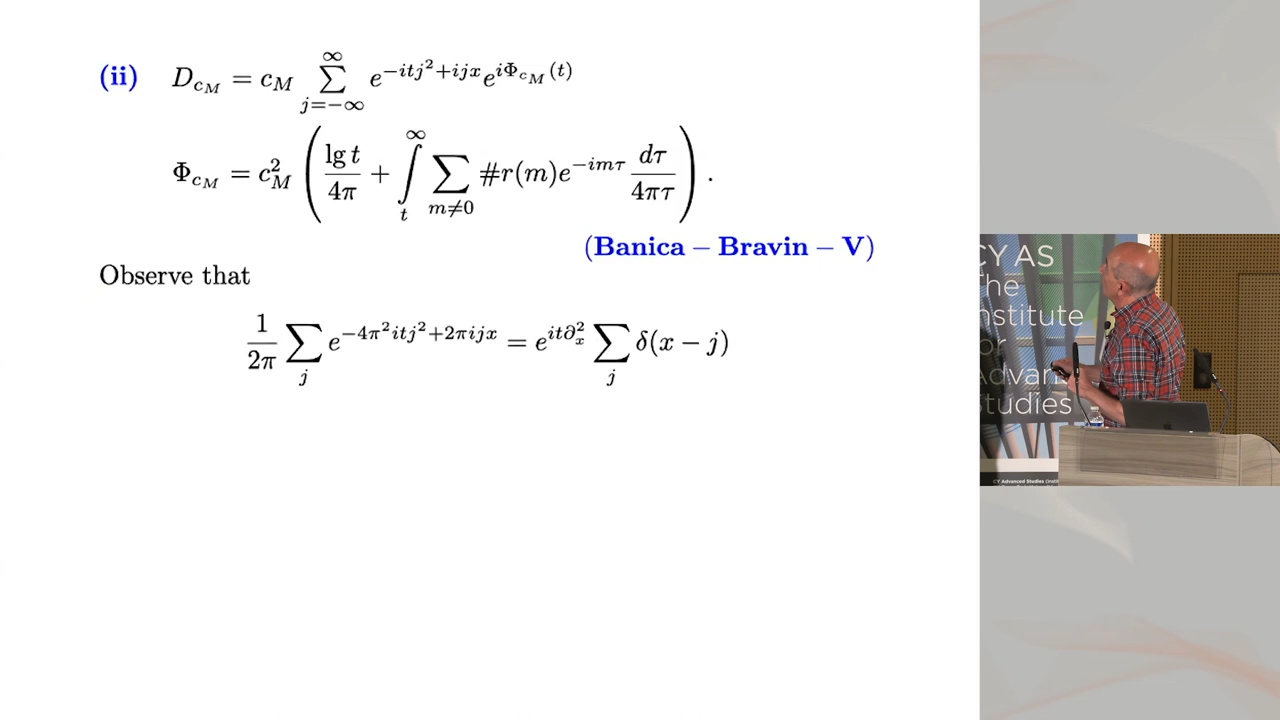 (ii) D_{c_M} = c_M \sum_{j=-\infty}^{\infty} e^{-itj^2+ijx} e^{i\Phi_{c_M}(t)}
\Phi_{c_M} = c_M^2 \left( \frac{\lg t}{4\pi} + \int_t^{\infty} \sum_{m \neq 0} \#r(m) e^{-im\tau} \frac{d\tau}{4\pi\tau} \right).
(Banica – Bravin – V)
Observe that
\frac{1}{2\pi} \sum_j e^{-4\pi^2 itj^2+2\pi ijx} = e^{it\partial_x^2} \sum_j \delta(x - j)
CY AS
The
Institute
for
Advan
Studies
CY Advanced Studies